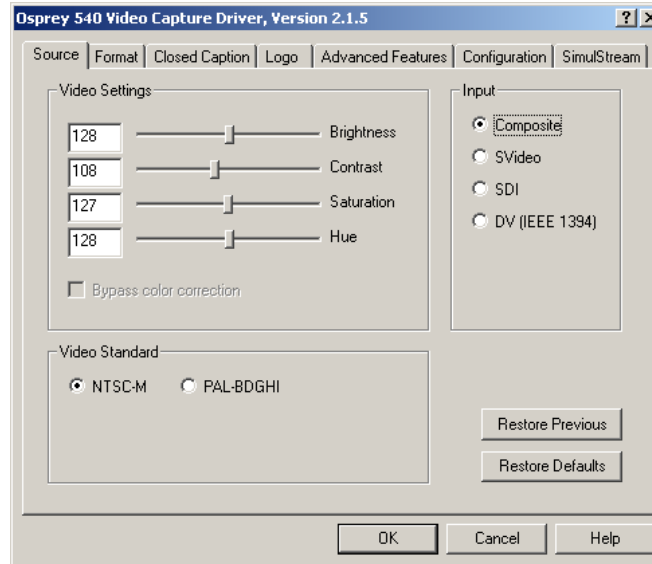 Osprey 540 Video Capture Driver, Version 2.1.5
Source Format Closed Caption Logo Advanced Features Configuration SimulStream
Video Settings
128 Brightness
108 Contrast
127 Saturation
128 Hue
Bypass color correction
Input
Composite
SVideo
SDI
DV (IEEE 1394)
Video Standard
NTSC-M PAL-BDGHI
Restore Previous
Restore Defaults
OK Cancel Help